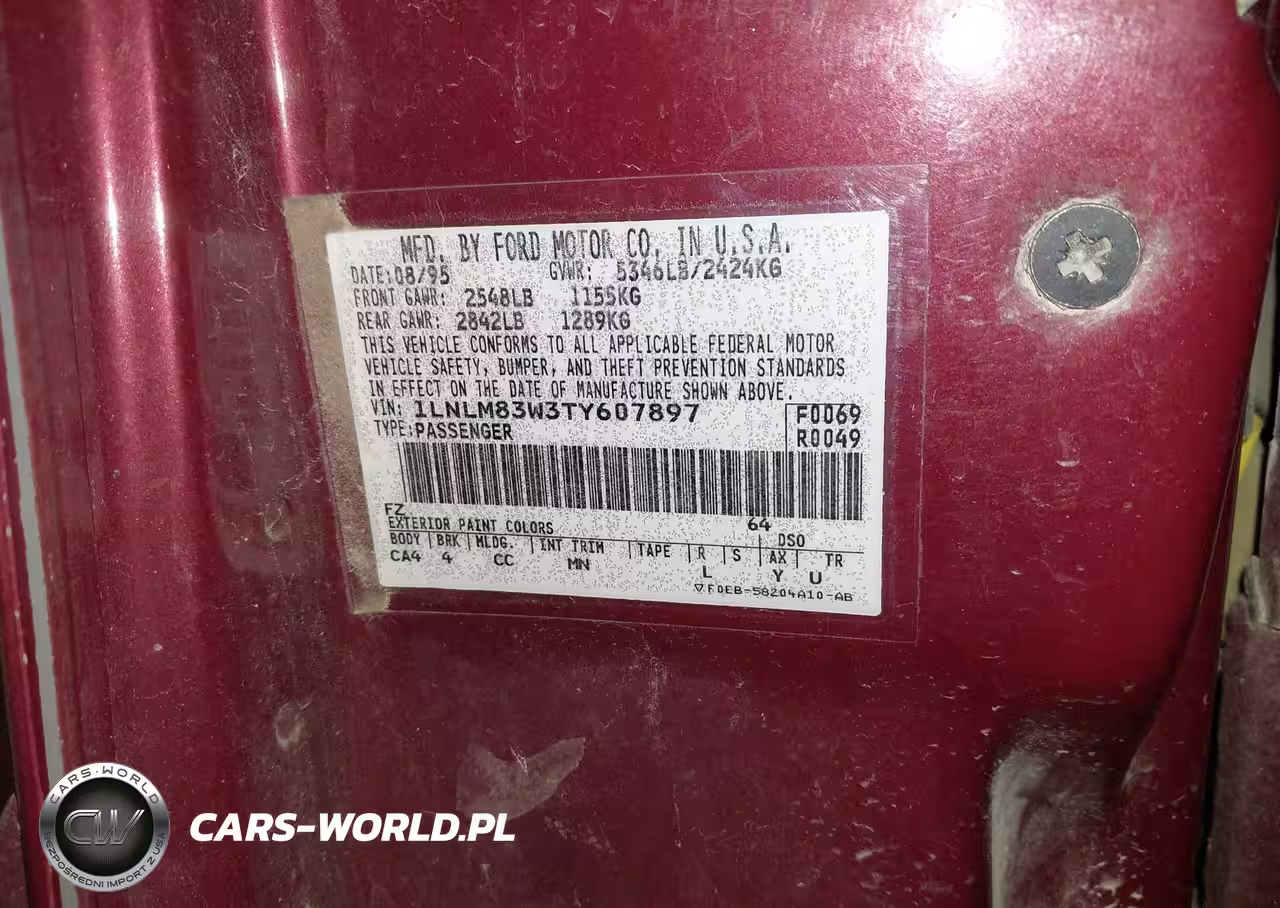 MFD. BY FORD MOTOR CO. IN U.S.A.
DATE:08/95 GVWR: 5346LB/2424KG
FRONT GAWR: 2548LB 1155KG
REAR GAWR: 2842LB 1289KG
THIS VEHICLE CONFORMS TO ALL APPLICABLE FEDERAL MOTOR
VEHICLE SAFETY, BUMPER, AND THEFT PREVENTION STANDARDS
IN EFFECT ON THE DATE OF MANUFACTURE SHOWN ABOVE.
VIN: 1LNLM83W3TY607897 F0069
TYPE:PASSENGER R0049
FZ 64
EXTERIOR PAINT COLORS DSO
BODY BRK MLDG. INT TRIM TAPE R S AX TR
CA4 4 CC MN L Y U
▽F0EB-58204A10-AB
CARS-WORLD
CW
BEZPOŚREDNI IMPORT Z USA
CARS-WORLD.PL